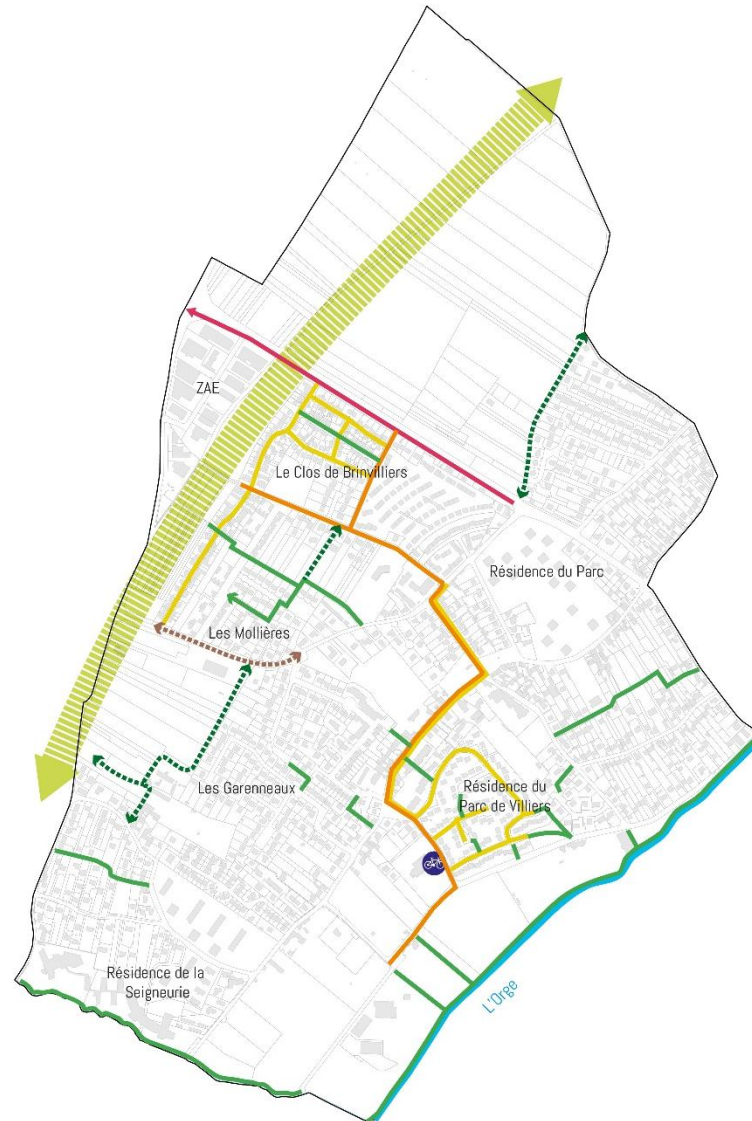 ZAE
Le Clos de Brinvilliers
Résidence du Parc
Les Mollières
Les Garenneaux
Résidence du
Parc de Villiers
Résidence de la
Seigneurie
L'Orge